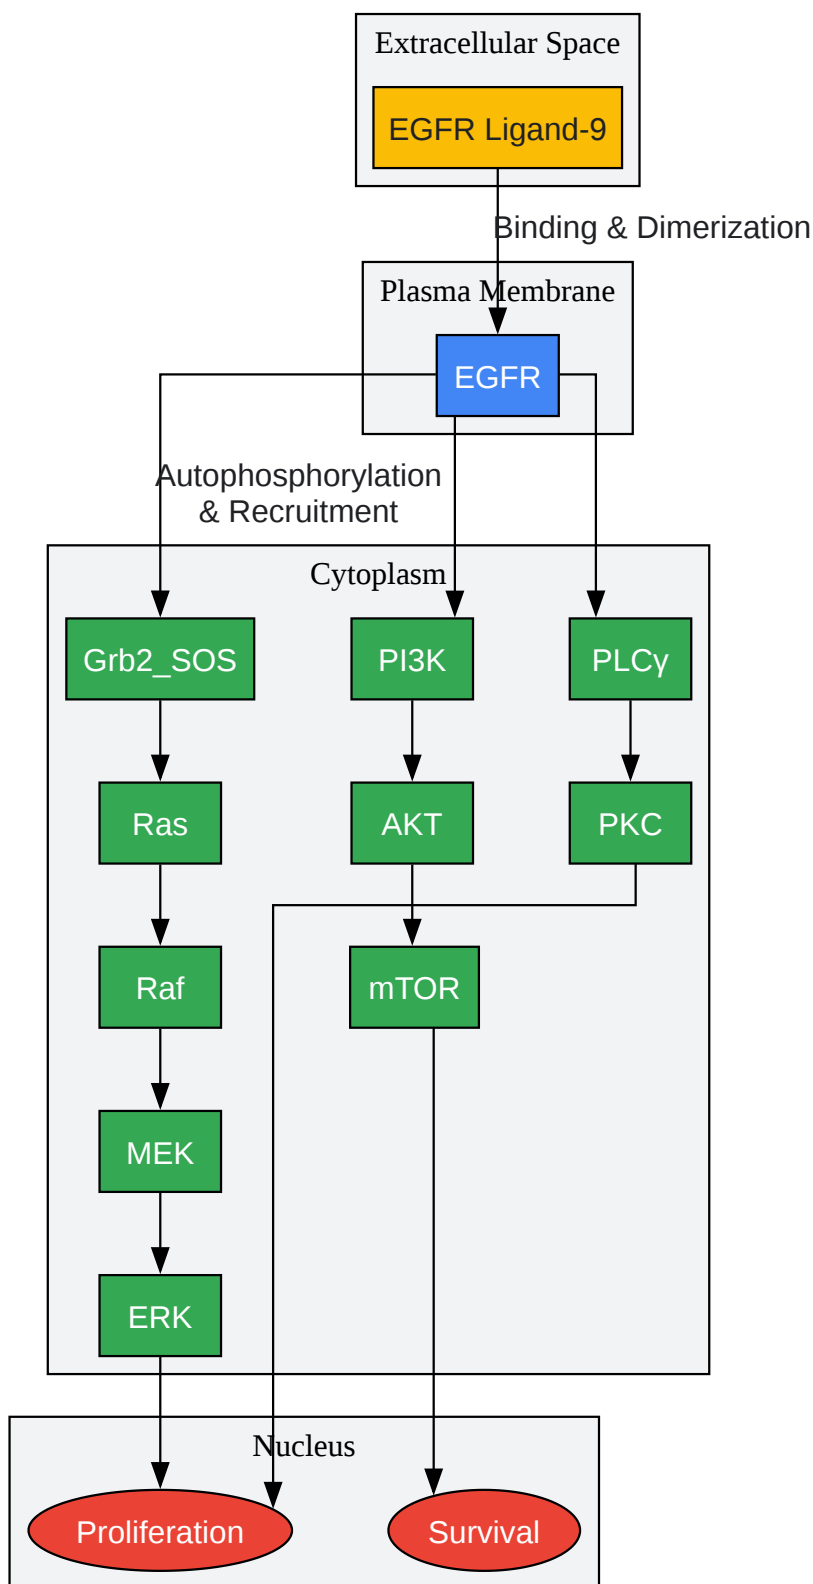 Extracellular Space
EGFR Ligand-9
Binding & Dimerization
Plasma Membrane
EGFR
Autophosphorylation
& Recruitment
Cytoplasm
Grb2_SOS
PI3K
PLCγ
Ras
AKT
PKC
Raf
mTOR
MEK
ERK
Nucleus
Proliferation
Survival